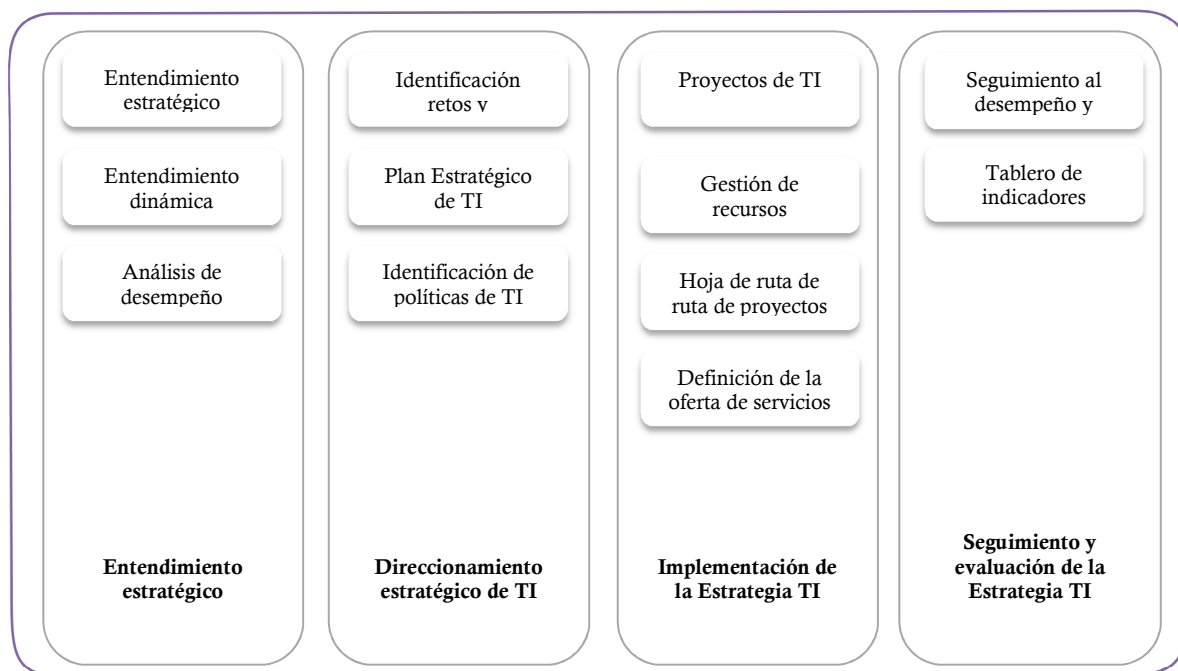 Entendimiento
estratégico
Entendimiento
dinámica
Análisis de
desempeño
Entendimiento
estratégico
Identificación
retos y
Plan Estratégico
de TI
Identificación de
políticas de TI
Direccionamiento
estratégico de TI
Proyectos de TI
Gestión de
recursos
Hoja de ruta de
ruta de proyectos
Definición de la
oferta de servicios
Implementación de
la Estrategia TI
Seguimiento al
desempeño y
Tablero de
indicadores
Seguimiento y
evaluación de la
Estrategia TI